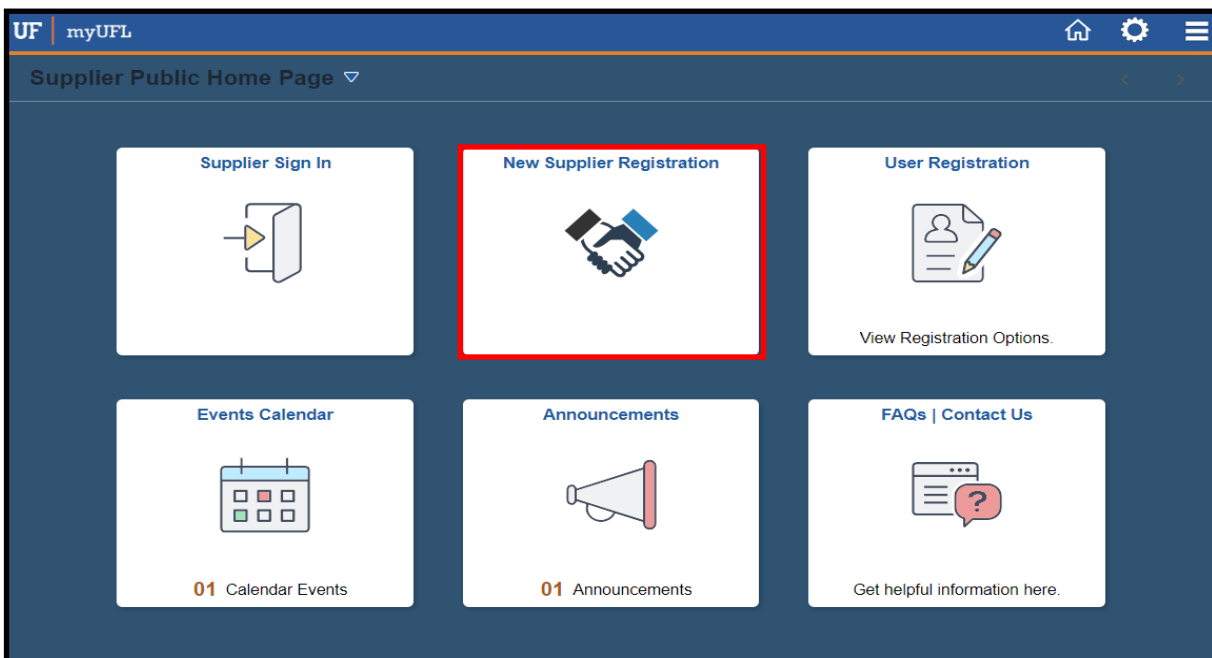 UF myUFL
Supplier Public Home Page
Supplier Sign In
New Supplier Registration
User Registration
View Registration Options.
Events Calendar
Announcements
FAQs | Contact Us
?
01 Calendar Events
01 Announcements
Get helpful information here.